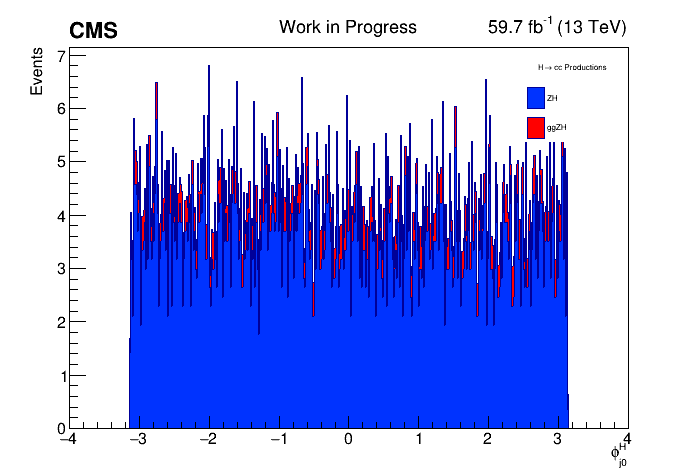 CMS Work in Progress 59.7 fb-1 (13 TeV)
Events
H → cc Productions
ZH
ggZH
7
6
5
4
3
2
1
0
−4 −3 −2 −1 0 1 2 3 4
ϕ^H_j0